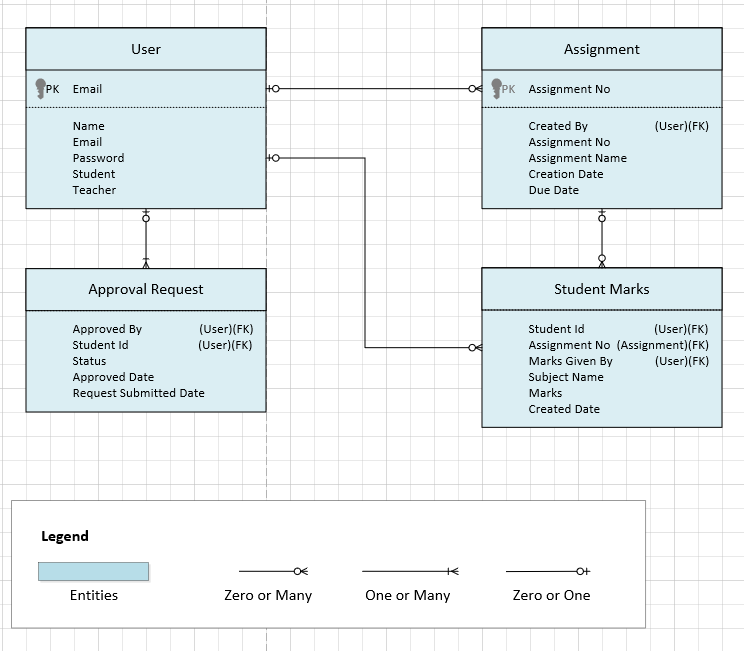 User
PK Email
Name
Email
Password
Student
Teacher
Assignment
PK Assignment No
Created By (User)(FK)
Assignment No
Assignment Name
Creation Date
Due Date
Approval Request
Approved By (User)(FK)
Student Id (User)(FK)
Status
Approved Date
Request Submitted Date
Student Marks
Student Id (User)(FK)
Assignment No (Assignment)(FK)
Marks Given By (User)(FK)
Subject Name
Marks
Created Date
Legend
Entities
Zero or Many
One or Many
Zero or One